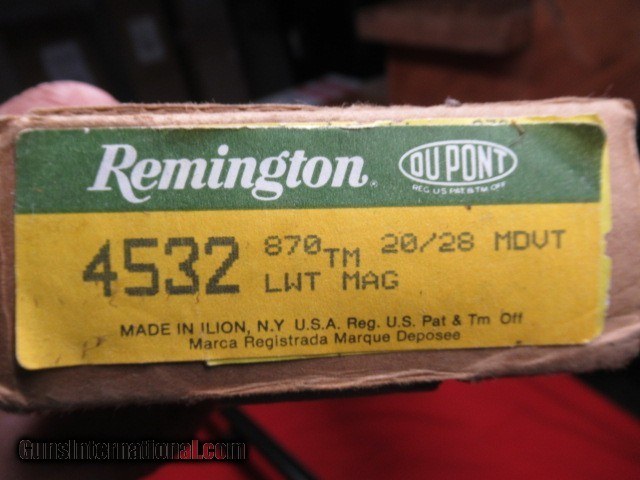 Remington®
DU PONT
REG. US PAT & TM OFF
4532 870 TM 20/28 MDVT
LWT MAG
MADE IN ILION, N.Y U.S.A. Reg. U.S. Pat & Tm Off
Marca Registrada Marque Deposee
GunsInternational.com